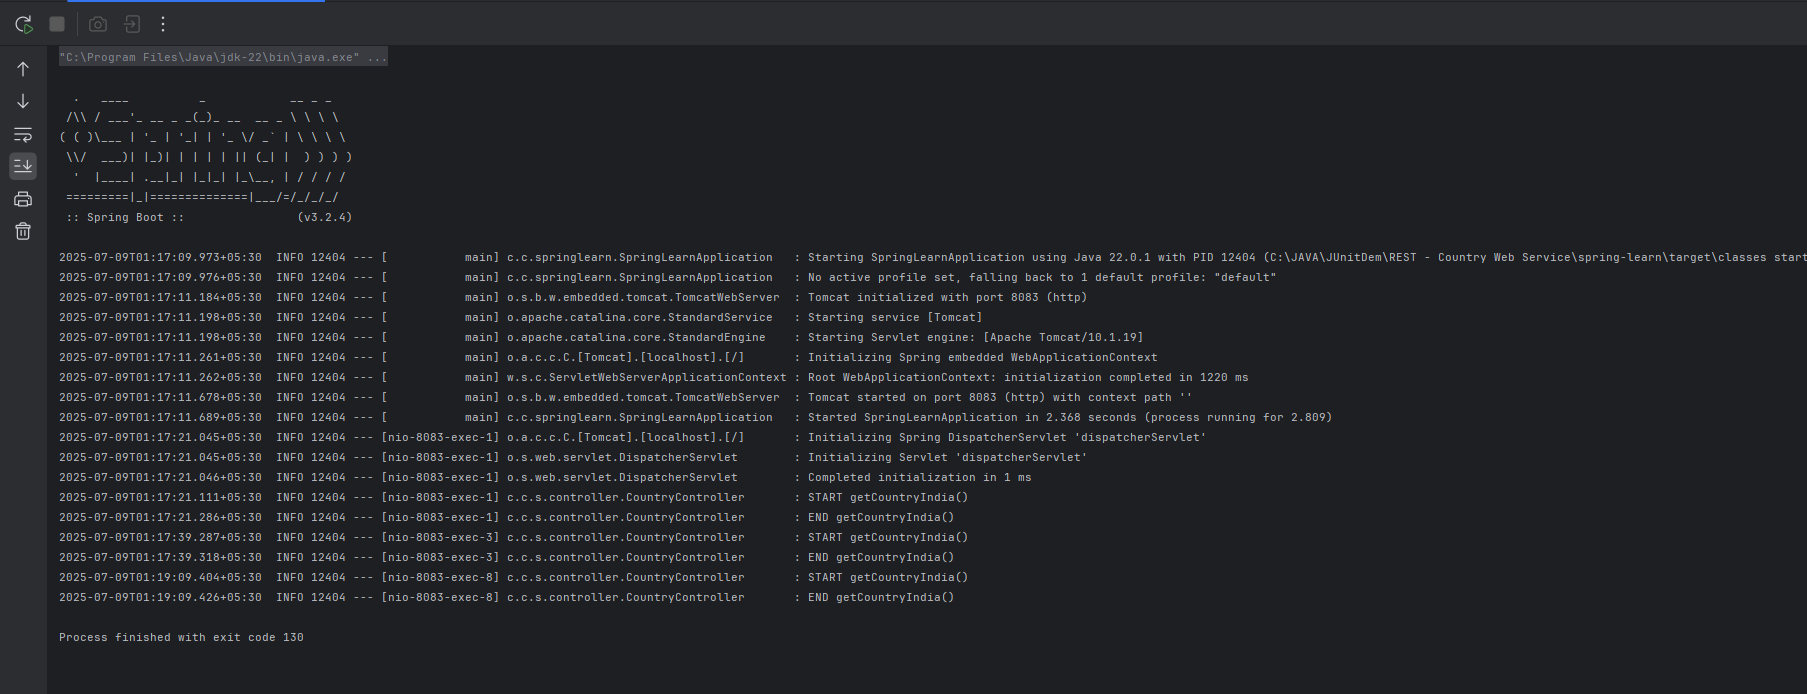 "C:\Program Files\Java\jdk-22\bin\java.exe" ...
  .   ____          _            __ _ _
 /\\ / ___'_ __ _ _(_)_ __  __ _ \ \ \ \
( ( )\___ | '_ | '_| | '_ \/ _` | \ \ \ \
 \\/  ___)| |_)| | | | | || (_| |  ) ) ) )
  '  |____| .__|_| |_|_| |_\__, | / / / /
 =========|_|==============|___/=/_/_/_/
 :: Spring Boot ::                (v3.2.4)
2025-07-09T01:17:09.973+05:30  INFO 12404 --- [           main] c.c.springlearn.SpringLearnApplication   : Starting SpringLearnApplication using Java 22.0.1 with PID 12404 (C:\JAVA\JUnitDem\REST - Country Web Service\spring-learn\target\classes start
2025-07-09T01:17:09.976+05:30  INFO 12404 --- [           main] c.c.springlearn.SpringLearnApplication   : No active profile set, falling back to 1 default profile: "default"
2025-07-09T01:17:11.184+05:30  INFO 12404 --- [           main] o.s.b.w.embedded.tomcat.TomcatWebServer  : Tomcat initialized with port 8083 (http)
2025-07-09T01:17:11.198+05:30  INFO 12404 --- [           main] o.apache.catalina.core.StandardService   : Starting service [Tomcat]
2025-07-09T01:17:11.198+05:30  INFO 12404 --- [           main] o.apache.catalina.core.StandardEngine    : Starting Servlet engine: [Apache Tomcat/10.1.19]
2025-07-09T01:17:11.261+05:30  INFO 12404 --- [           main] o.a.c.c.C.[Tomcat].[localhost].[/]       : Initializing Spring embedded WebApplicationContext
2025-07-09T01:17:11.262+05:30  INFO 12404 --- [           main] w.s.c.ServletWebServerApplicationContext : Root WebApplicationContext: initialization completed in 1220 ms
2025-07-09T01:17:11.678+05:30  INFO 12404 --- [           main] o.s.b.w.embedded.tomcat.TomcatWebServer  : Tomcat started on port 8083 (http) with context path ''
2025-07-09T01:17:11.689+05:30  INFO 12404 --- [           main] c.c.springlearn.SpringLearnApplication   : Started SpringLearnApplication in 2.368 seconds (process running for 2.809)
2025-07-09T01:17:21.045+05:30  INFO 12404 --- [nio-8083-exec-1] o.a.c.c.C.[Tomcat].[localhost].[/]       : Initializing Spring DispatcherServlet 'dispatcherServlet'
2025-07-09T01:17:21.045+05:30  INFO 12404 --- [nio-8083-exec-1] o.s.web.servlet.DispatcherServlet        : Initializing Servlet 'dispatcherServlet'
2025-07-09T01:17:21.046+05:30  INFO 12404 --- [nio-8083-exec-1] o.s.web.servlet.DispatcherServlet        : Completed initialization in 1 ms
2025-07-09T01:17:21.111+05:30  INFO 12404 --- [nio-8083-exec-1] c.c.s.controller.CountryController       : START getCountryIndia()
2025-07-09T01:17:21.286+05:30  INFO 12404 --- [nio-8083-exec-1] c.c.s.controller.CountryController       : END getCountryIndia()
2025-07-09T01:17:39.287+05:30  INFO 12404 --- [nio-8083-exec-3] c.c.s.controller.CountryController       : START getCountryIndia()
2025-07-09T01:17:39.318+05:30  INFO 12404 --- [nio-8083-exec-3] c.c.s.controller.CountryController       : END getCountryIndia()
2025-07-09T01:19:09.404+05:30  INFO 12404 --- [nio-8083-exec-8] c.c.s.controller.CountryController       : START getCountryIndia()
2025-07-09T01:19:09.426+05:30  INFO 12404 --- [nio-8083-exec-8] c.c.s.controller.CountryController       : END getCountryIndia()
Process finished with exit code 130